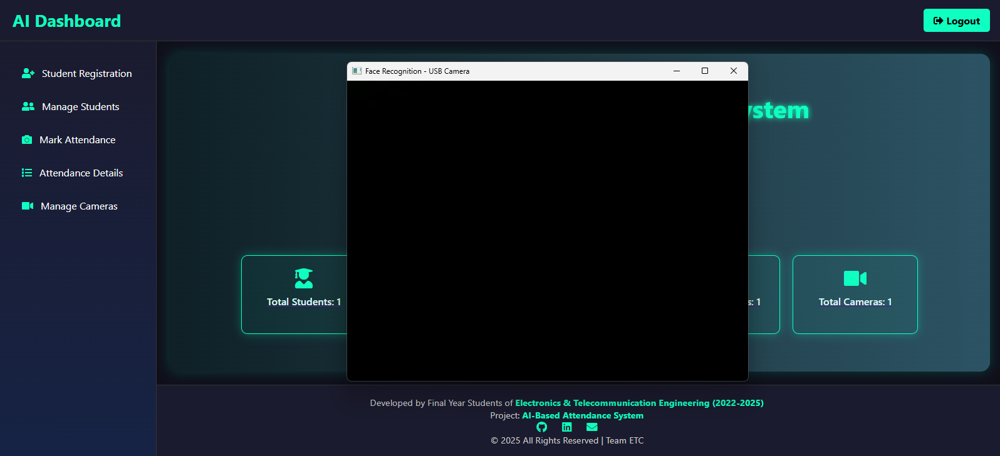 AI Dashboard
Logout
Student Registration
Manage Students
Mark Attendance
Attendance Details
Manage Cameras
Face Recognition - USB Camera
ystem
Total Students: 1
s: 1
Total Cameras: 1
Developed by Final Year Students of Electronics & Telecommunication Engineering (2022-2025)
Project: AI-Based Attendance System
© 2025 All Rights Reserved | Team ETC